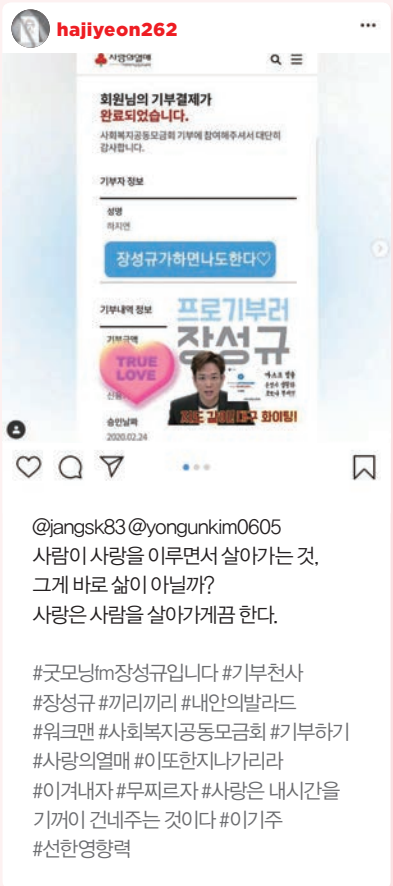 hajiyeon262
사랑의열매
회원님의 기부결제가
완료되었습니다.
사회복지공동모금회 기부에 참여해주셔서 대단히
감사합니다.
기부자 정보
성명
하지연
장성규가하면나도한다♡
기부내역 정보
프로기부러
장성규
기부금액
TRUE
LOVE
승인날짜
2020.02.24
화이팅!
@jangsk83 @yongunkim0605
사람이 사랑을 이루면서 살아가는 것,
그게 바로 삶이 아닐까?
사랑은 사람을 살아가게끔 한다.
#굿모닝fm장성규입니다 #기부천사
#장성규 #끼리끼리 #내안의발라드
#워크맨 #사회복지공동모금회 #기부하기
#사랑의열매 #이또한지나가리라
#이겨내자 #무찌르자 #사랑은 내시간을
기꺼이 건네주는 것이다 #이기주
#선한영향력